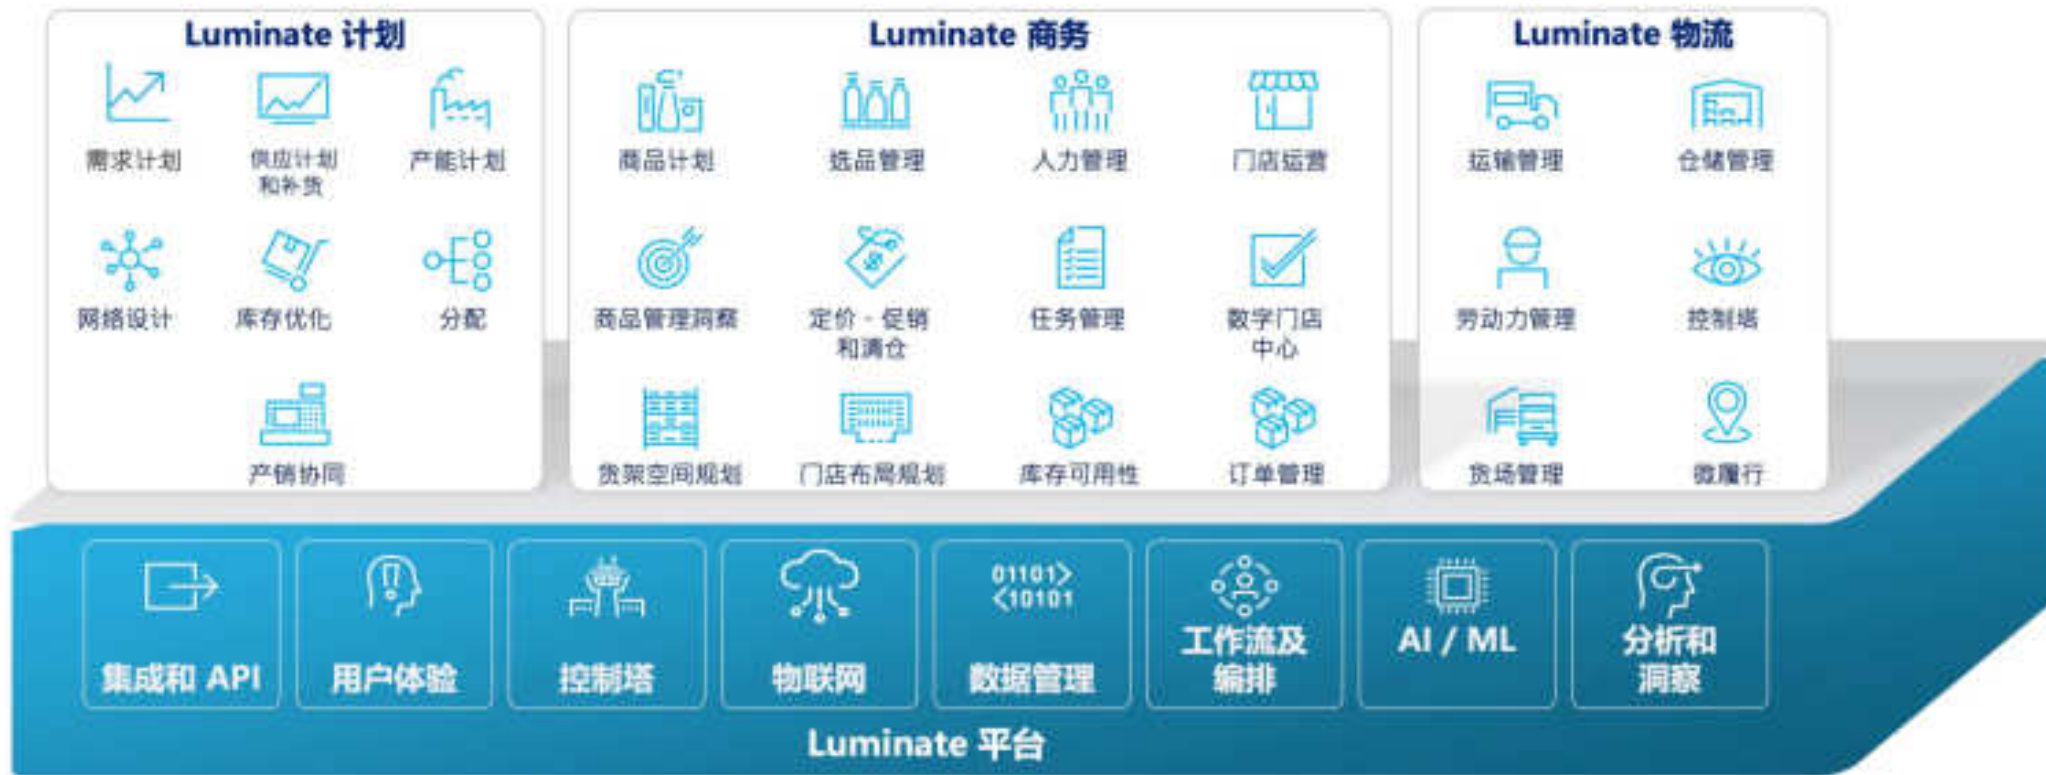 Luminate 计划
需求计划
供应计划
和补货
产能计划
网络设计
库存优化
分配
产销协同
Luminate 商务
商品计划
选品管理
人力管理
门店运营
商品管理洞察
定价 - 促销
和清仓
任务管理
数字门店
中心
货架空间规划
门店布局规划
库存可用性
订单管理
Luminate 物流
运输管理
仓储管理
劳动力管理
控制塔
货场管理
微履行
集成和 API
用户体验
控制塔
物联网
01101>
<10101
数据管理
工作流及
编排
AI / ML
分析和
洞察
Luminate 平台